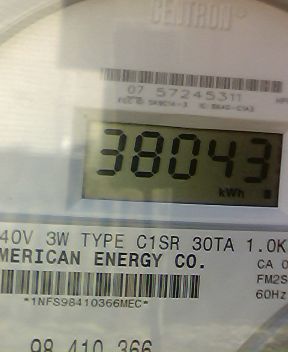 CENTRON®
07 57245311
38043
kWh
40V 3W TYPE C1SR 30TA 1.0K
MERICAN ENERGY CO.
CA 0
FM2S
60Hz
*1NFS98410366MEC*
98 410 366